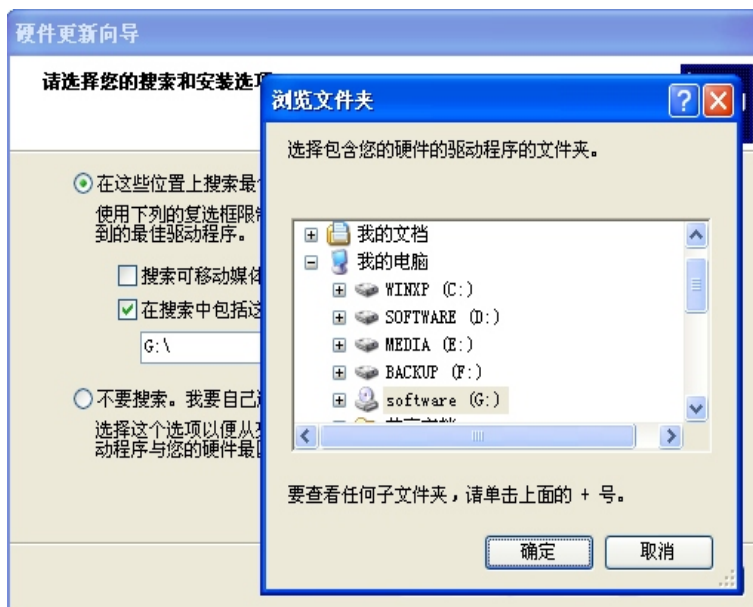 硬件更新向导
请选择您的搜索和安装选项
在这些位置上搜索最
使用下列的复选框限
到的最佳驱动程序。
搜索可移动媒体
在搜索中包括这
G:\
不要搜索。我要自己
选择这个选项以便从
动程序与您的硬件最
浏览文件夹
选择包含您的硬件的驱动程序的文件夹。
我的文档
我的电脑
WINXP (C:)
SOFTWARE (D:)
MEDIA (E:)
BACKUP (F:)
software (G:)
要查看任何子文件夹，请单击上面的 + 号。
确定
取消